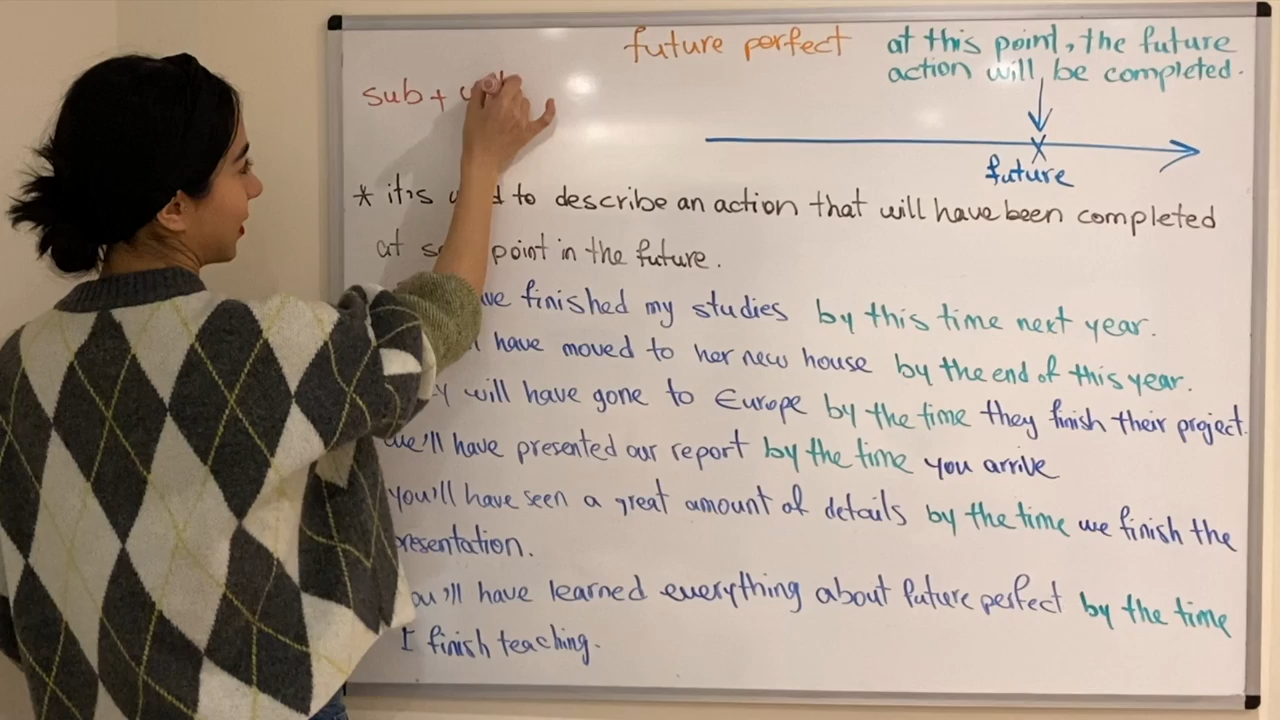 future perfect
at this point, the future
action will be completed.
sub +
future
* it's to describe an action that will have been completed
at point in the future.
finished my studies by this time next year.
have moved to her new house by the end of this year.
will have gone to Europe by the time they finish their project.
we'll have presented our report by the time you arrive
you'll have seen a great amount of details by the time we finish the
presentation.
have learned everything about future perfect by the time
I finish teaching.